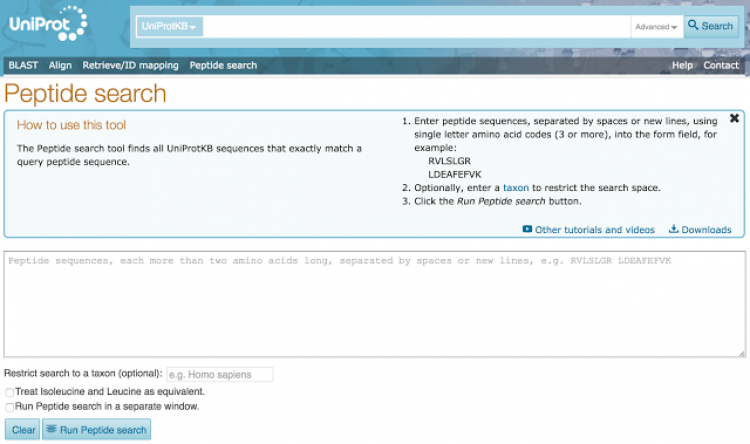 UniProt
UniProtKB
Advanced
Search
BLAST Align Retrieve/ID mapping Peptide search
Help Contact
Peptide search
How to use this tool
The Peptide search tool finds all UniProtKB sequences that exactly match a
query peptide sequence.
1. Enter peptide sequences, separated by spaces or new lines, using
single letter amino acid codes (3 or more), into the form field, for
example:
RVLSLGR
LDEAFEFVK
2. Optionally, enter a taxon to restrict the search space.
3. Click the Run Peptide search button.
Other tutorials and videos Downloads
Peptide sequences, each more than two amino acids long, separated by spaces or new lines, e.g. RVLSLGR LDEAFEFVK
Restrict search to a taxon (optional): e.g. Homo sapiens
Treat Isoleucine and Leucine as equivalent.
Run Peptide search in a separate window.
Clear Run Peptide search